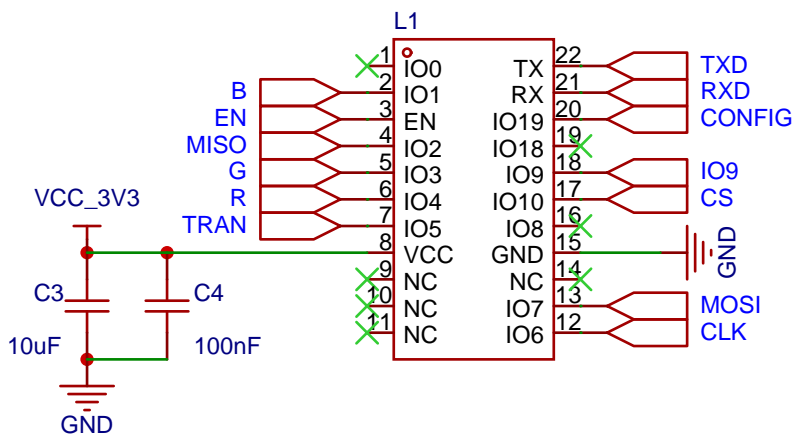 L1
1 IO0 TX 22 TXD
B 2 IO1 RX 21 RXD
EN 3 EN IO19 20 CONFIG
MISO 4 IO2 IO18 19
G 5 IO3 IO9 18 IO9
R 6 IO4 IO10 17 CS
TRAN 7 IO5 IO8 16
VCC_3V3
8 VCC GND 15 GND
9 NC NC 14
C3 C4 10 NC IO7 13 MOSI
10uF 100nF 11 NC IO6 12 CLK
GND